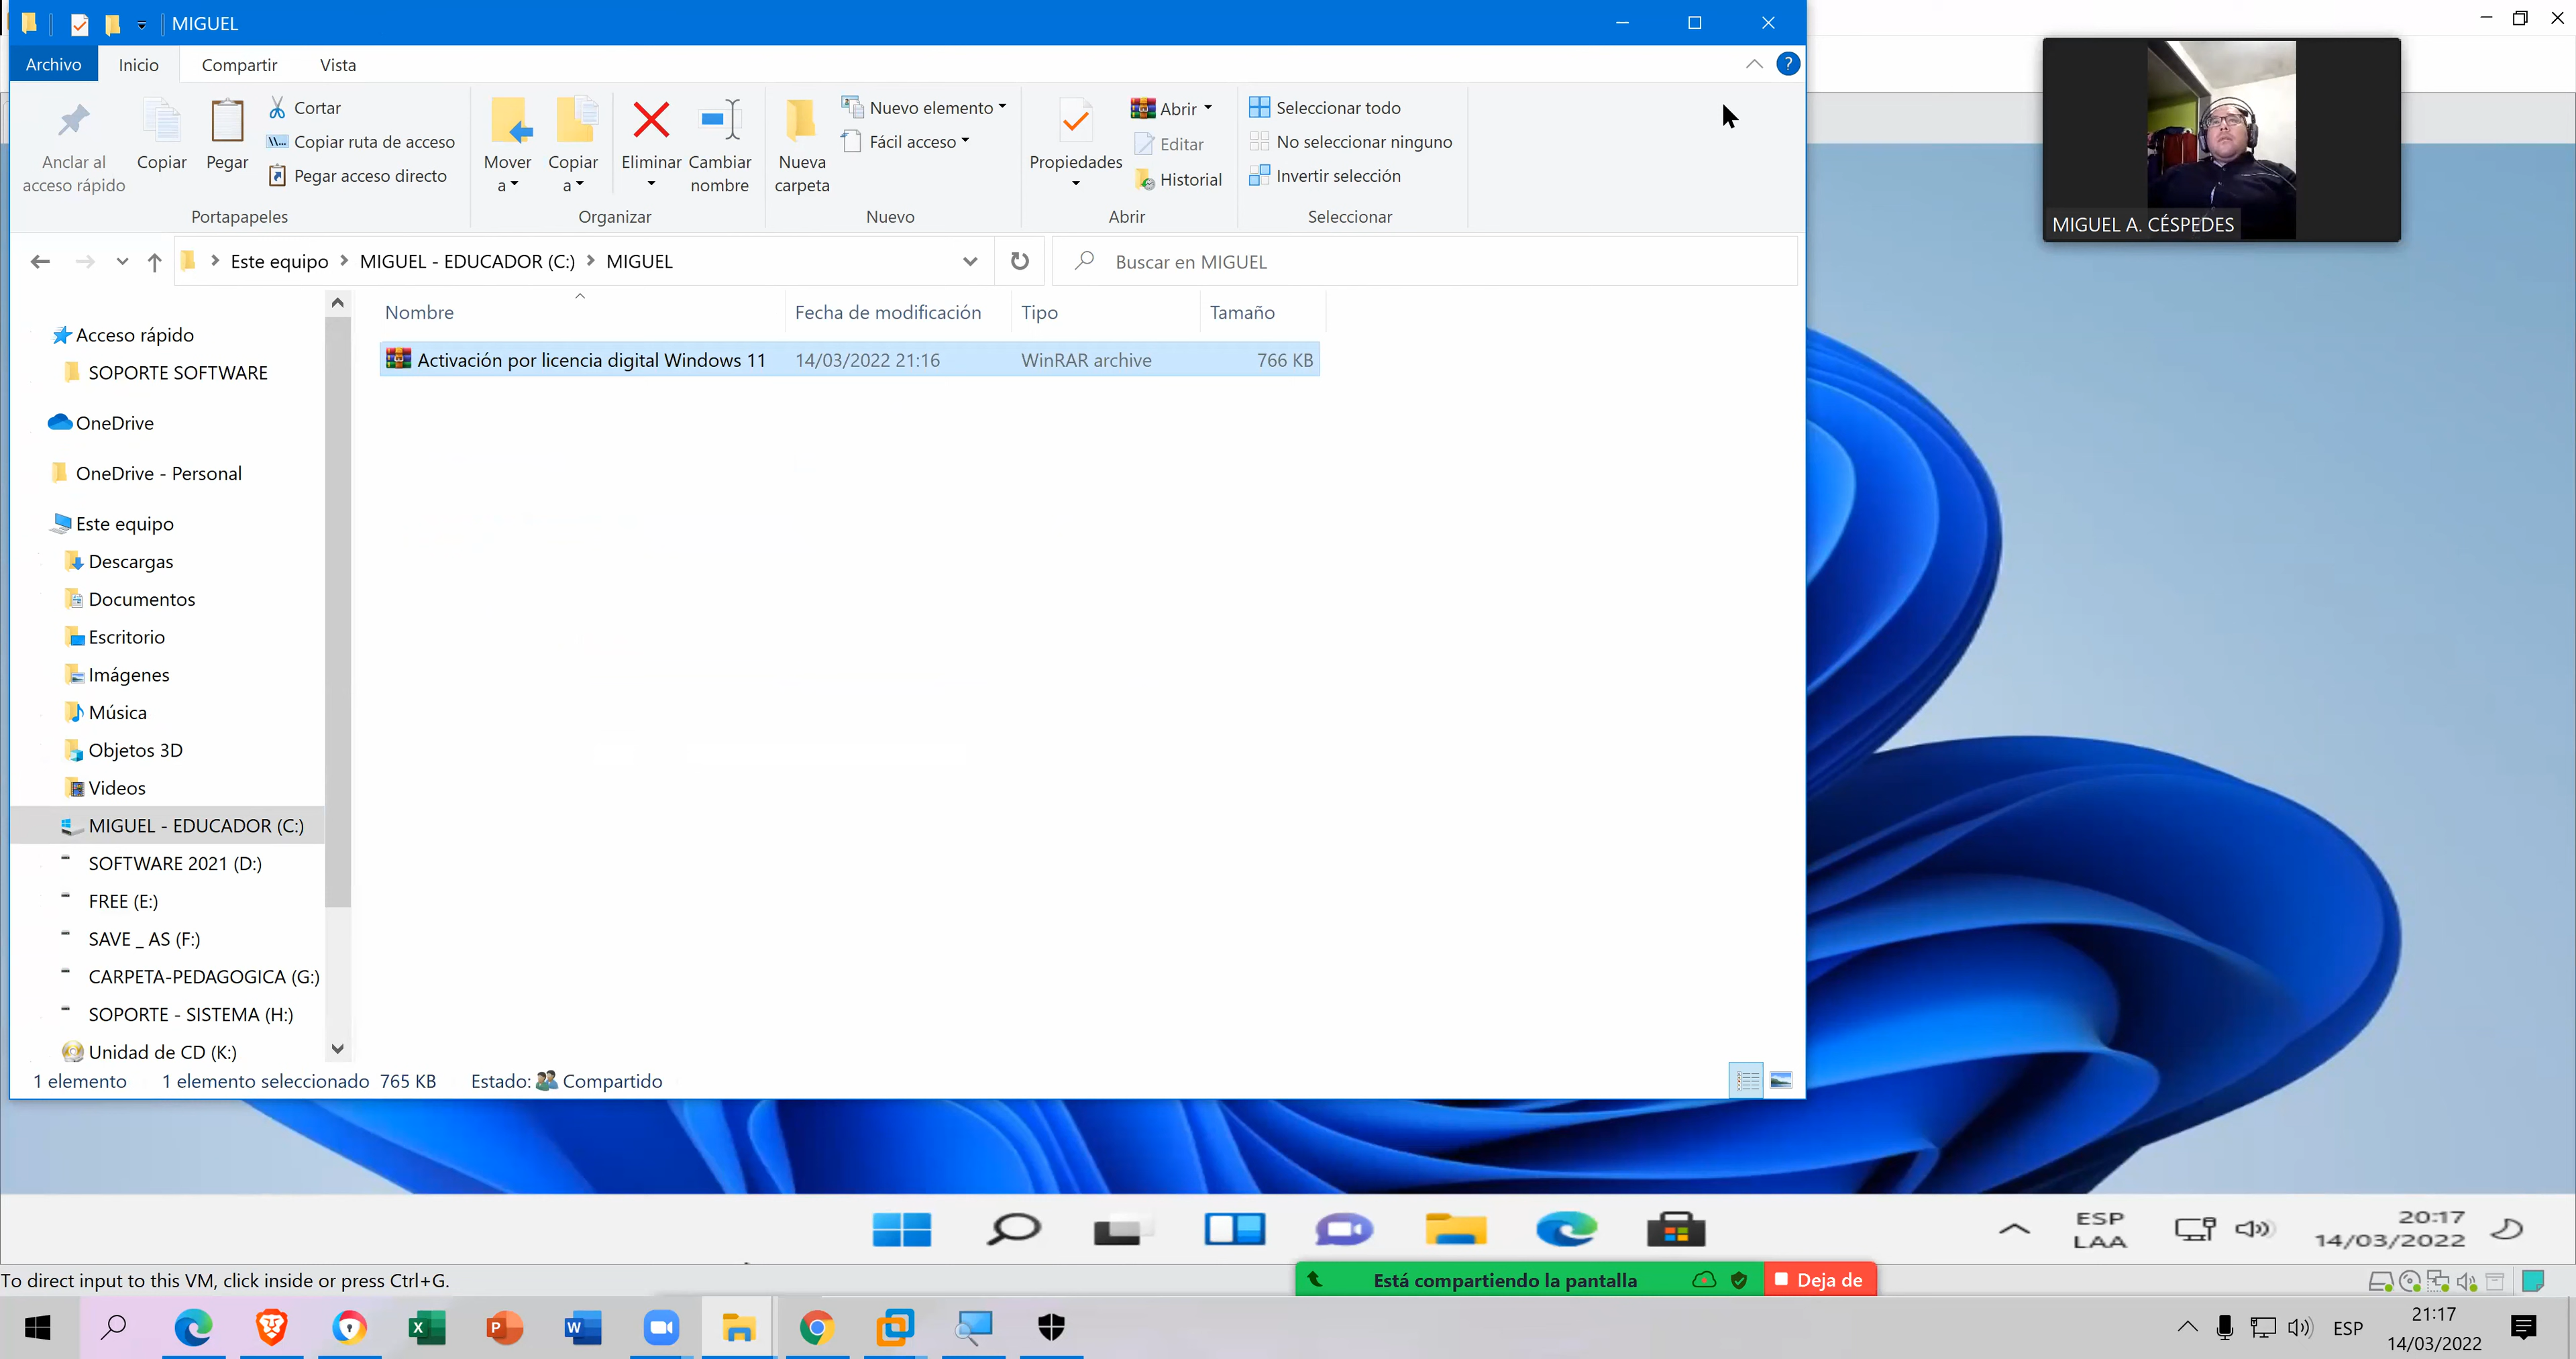 MIGUEL
Archivo Inicio Compartir Vista
Anclar al
acceso rápido
Copiar
Pegar
Cortar
Copiar ruta de acceso
Pegar acceso directo
Portapapeles
Mover
a
Copiar
a
Eliminar
Cambiar
nombre
Organizar
Nueva
carpeta
Nuevo elemento
Fácil acceso
Nuevo
Propiedades
Abrir
Editar
Historial
Abrir
Seleccionar todo
No seleccionar ninguno
Invertir selección
Seleccionar
MIGUEL A. CÉSPEDES
Este equipo MIGUEL - EDUCADOR (C:) MIGUEL
Buscar en MIGUEL
Nombre Fecha de modificación Tipo Tamaño
Activación por licencia digital Windows 11 14/03/2022 21:16 WinRAR archive 766 KB
Acceso rápido
SOPORTE SOFTWARE
OneDrive
OneDrive - Personal
Este equipo
Descargas
Documentos
Escritorio
Imágenes
Música
Objetos 3D
Videos
MIGUEL - EDUCADOR (C:)
SOFTWARE 2021 (D:)
FREE (E:)
SAVE _ AS (F:)
CARPETA-PEDAGOGICA (G:)
SOPORTE - SISTEMA (H:)
Unidad de CD (K:)
1 elemento 1 elemento seleccionado 765 KB Estado: Compartido
ESP
LAA
20:17
14/03/2022
To direct input to this VM, click inside or press Ctrl+G.
Está compartiendo la pantalla Deja de
ESP
21:17
14/03/2022